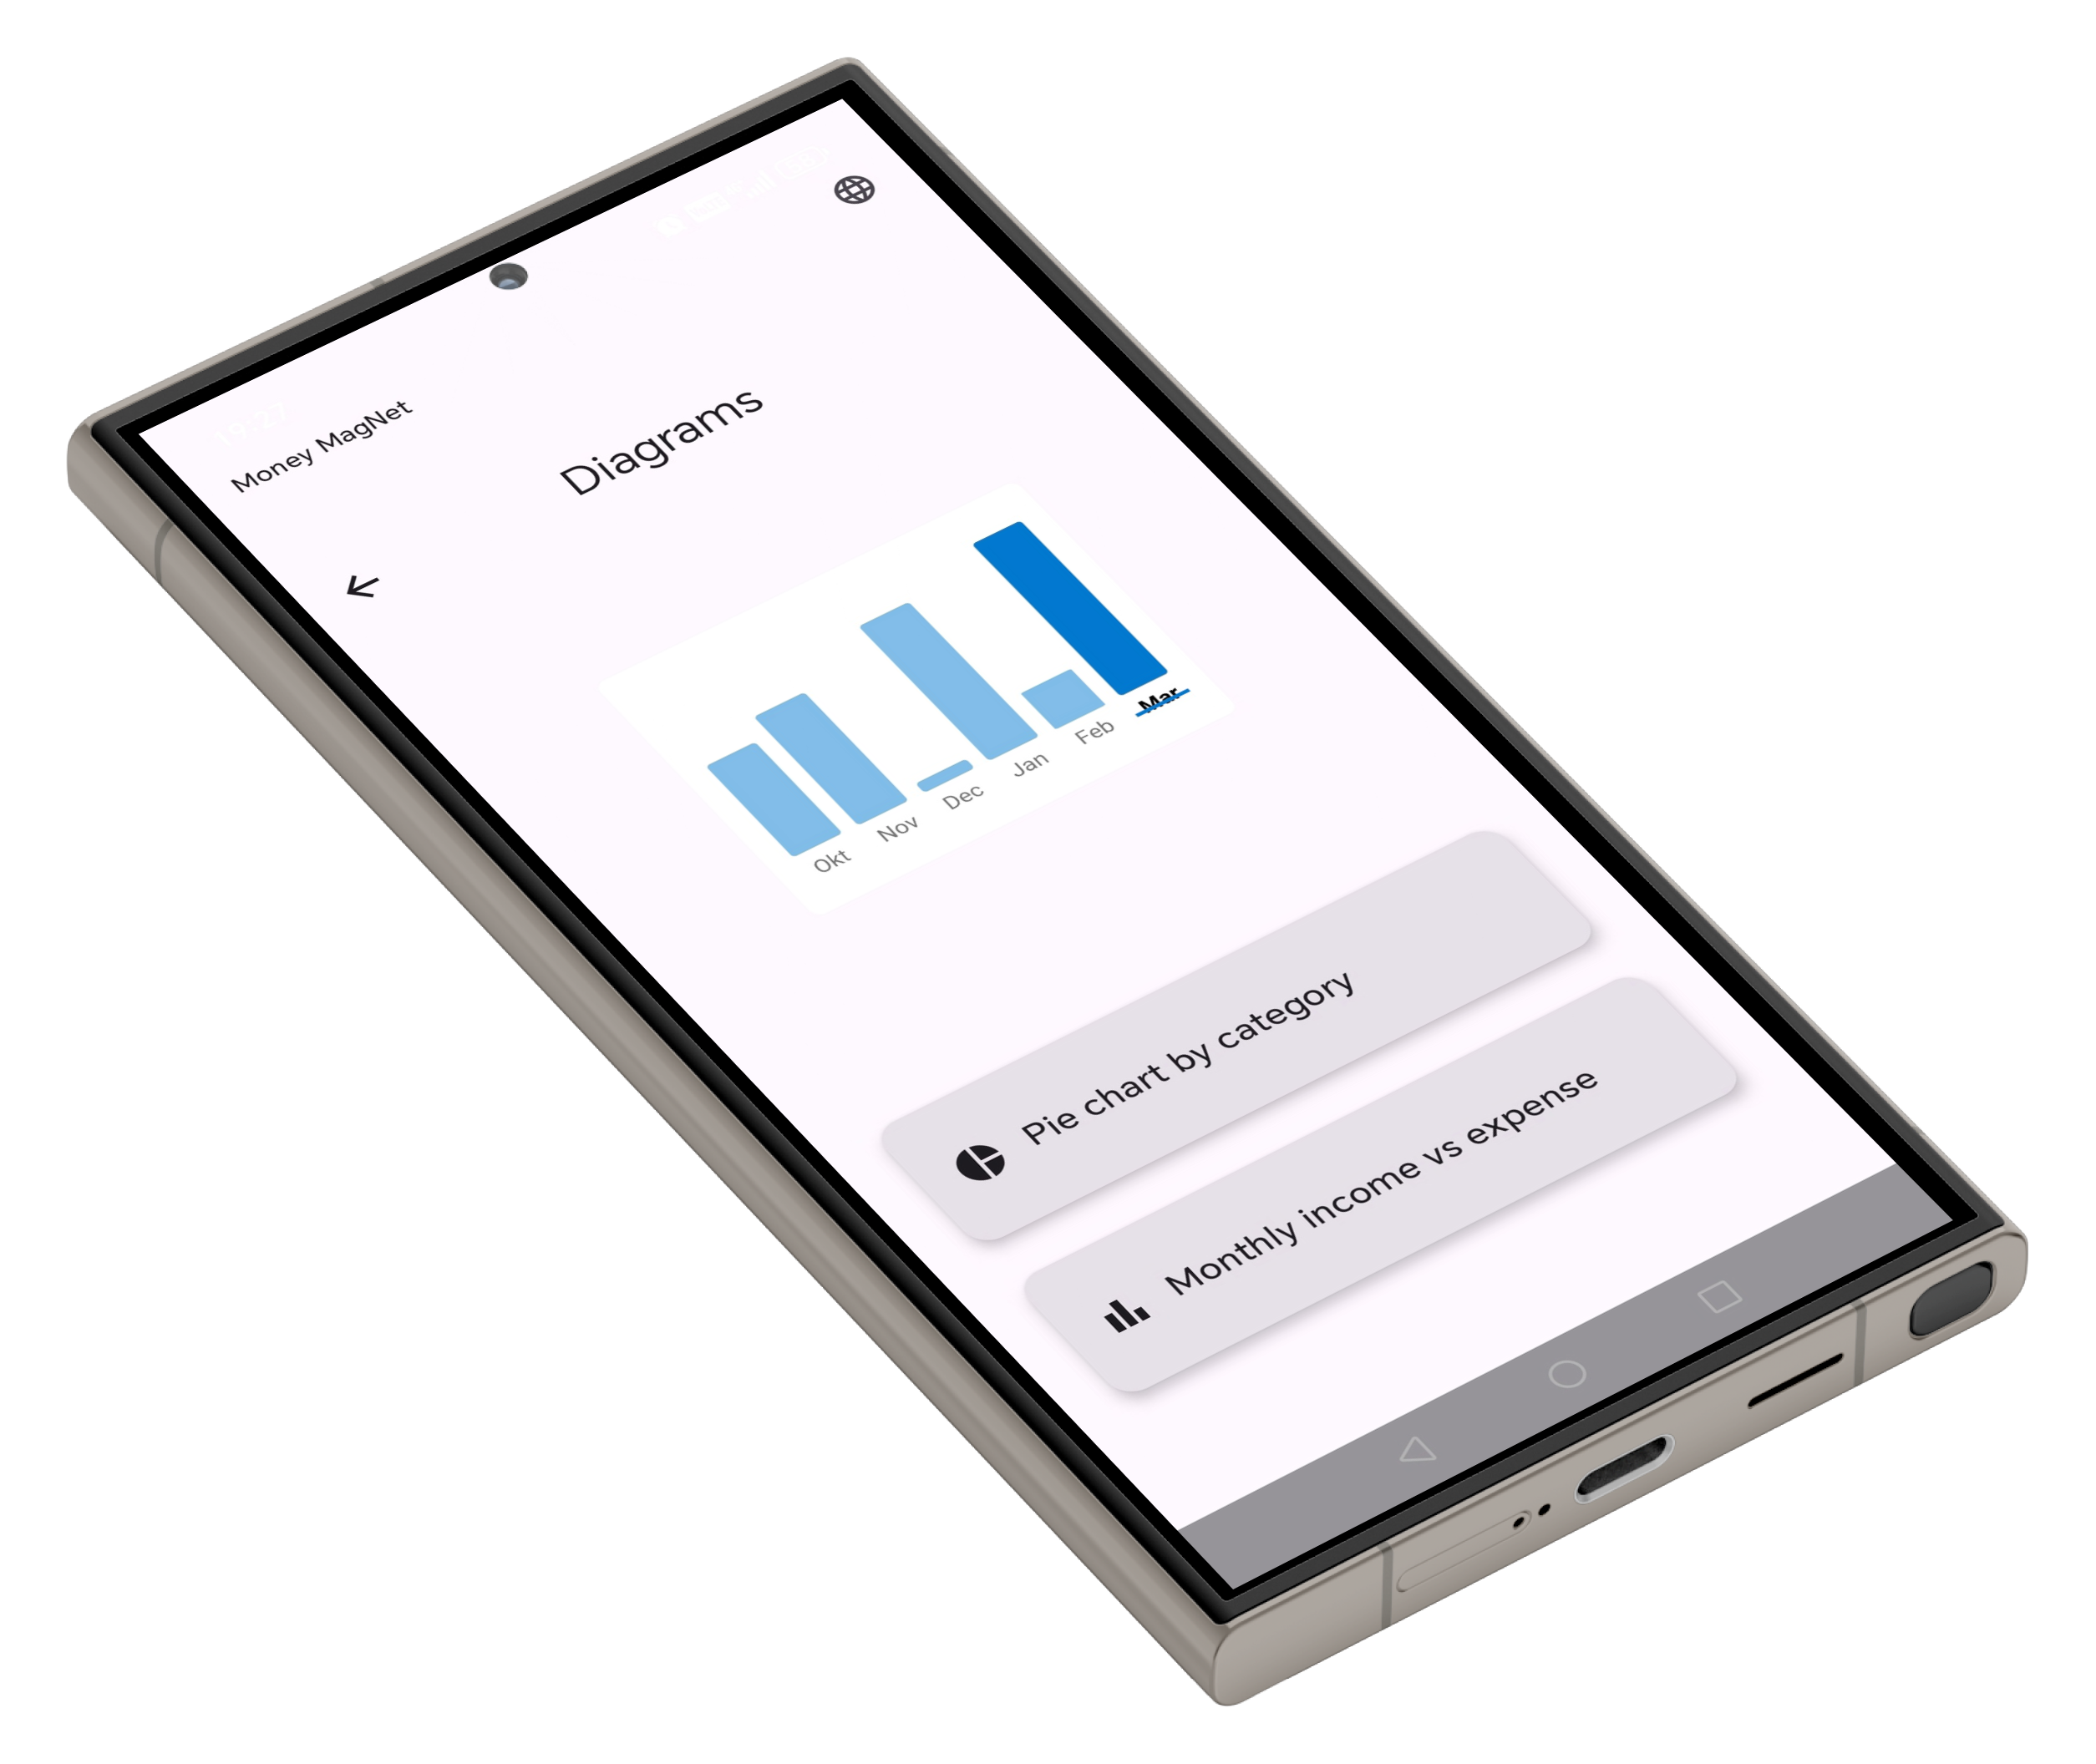 Money MagNet
Diagrams
Okt Nov Dec Jan Feb Mar
Pie chart by category
Monthly income vs expense